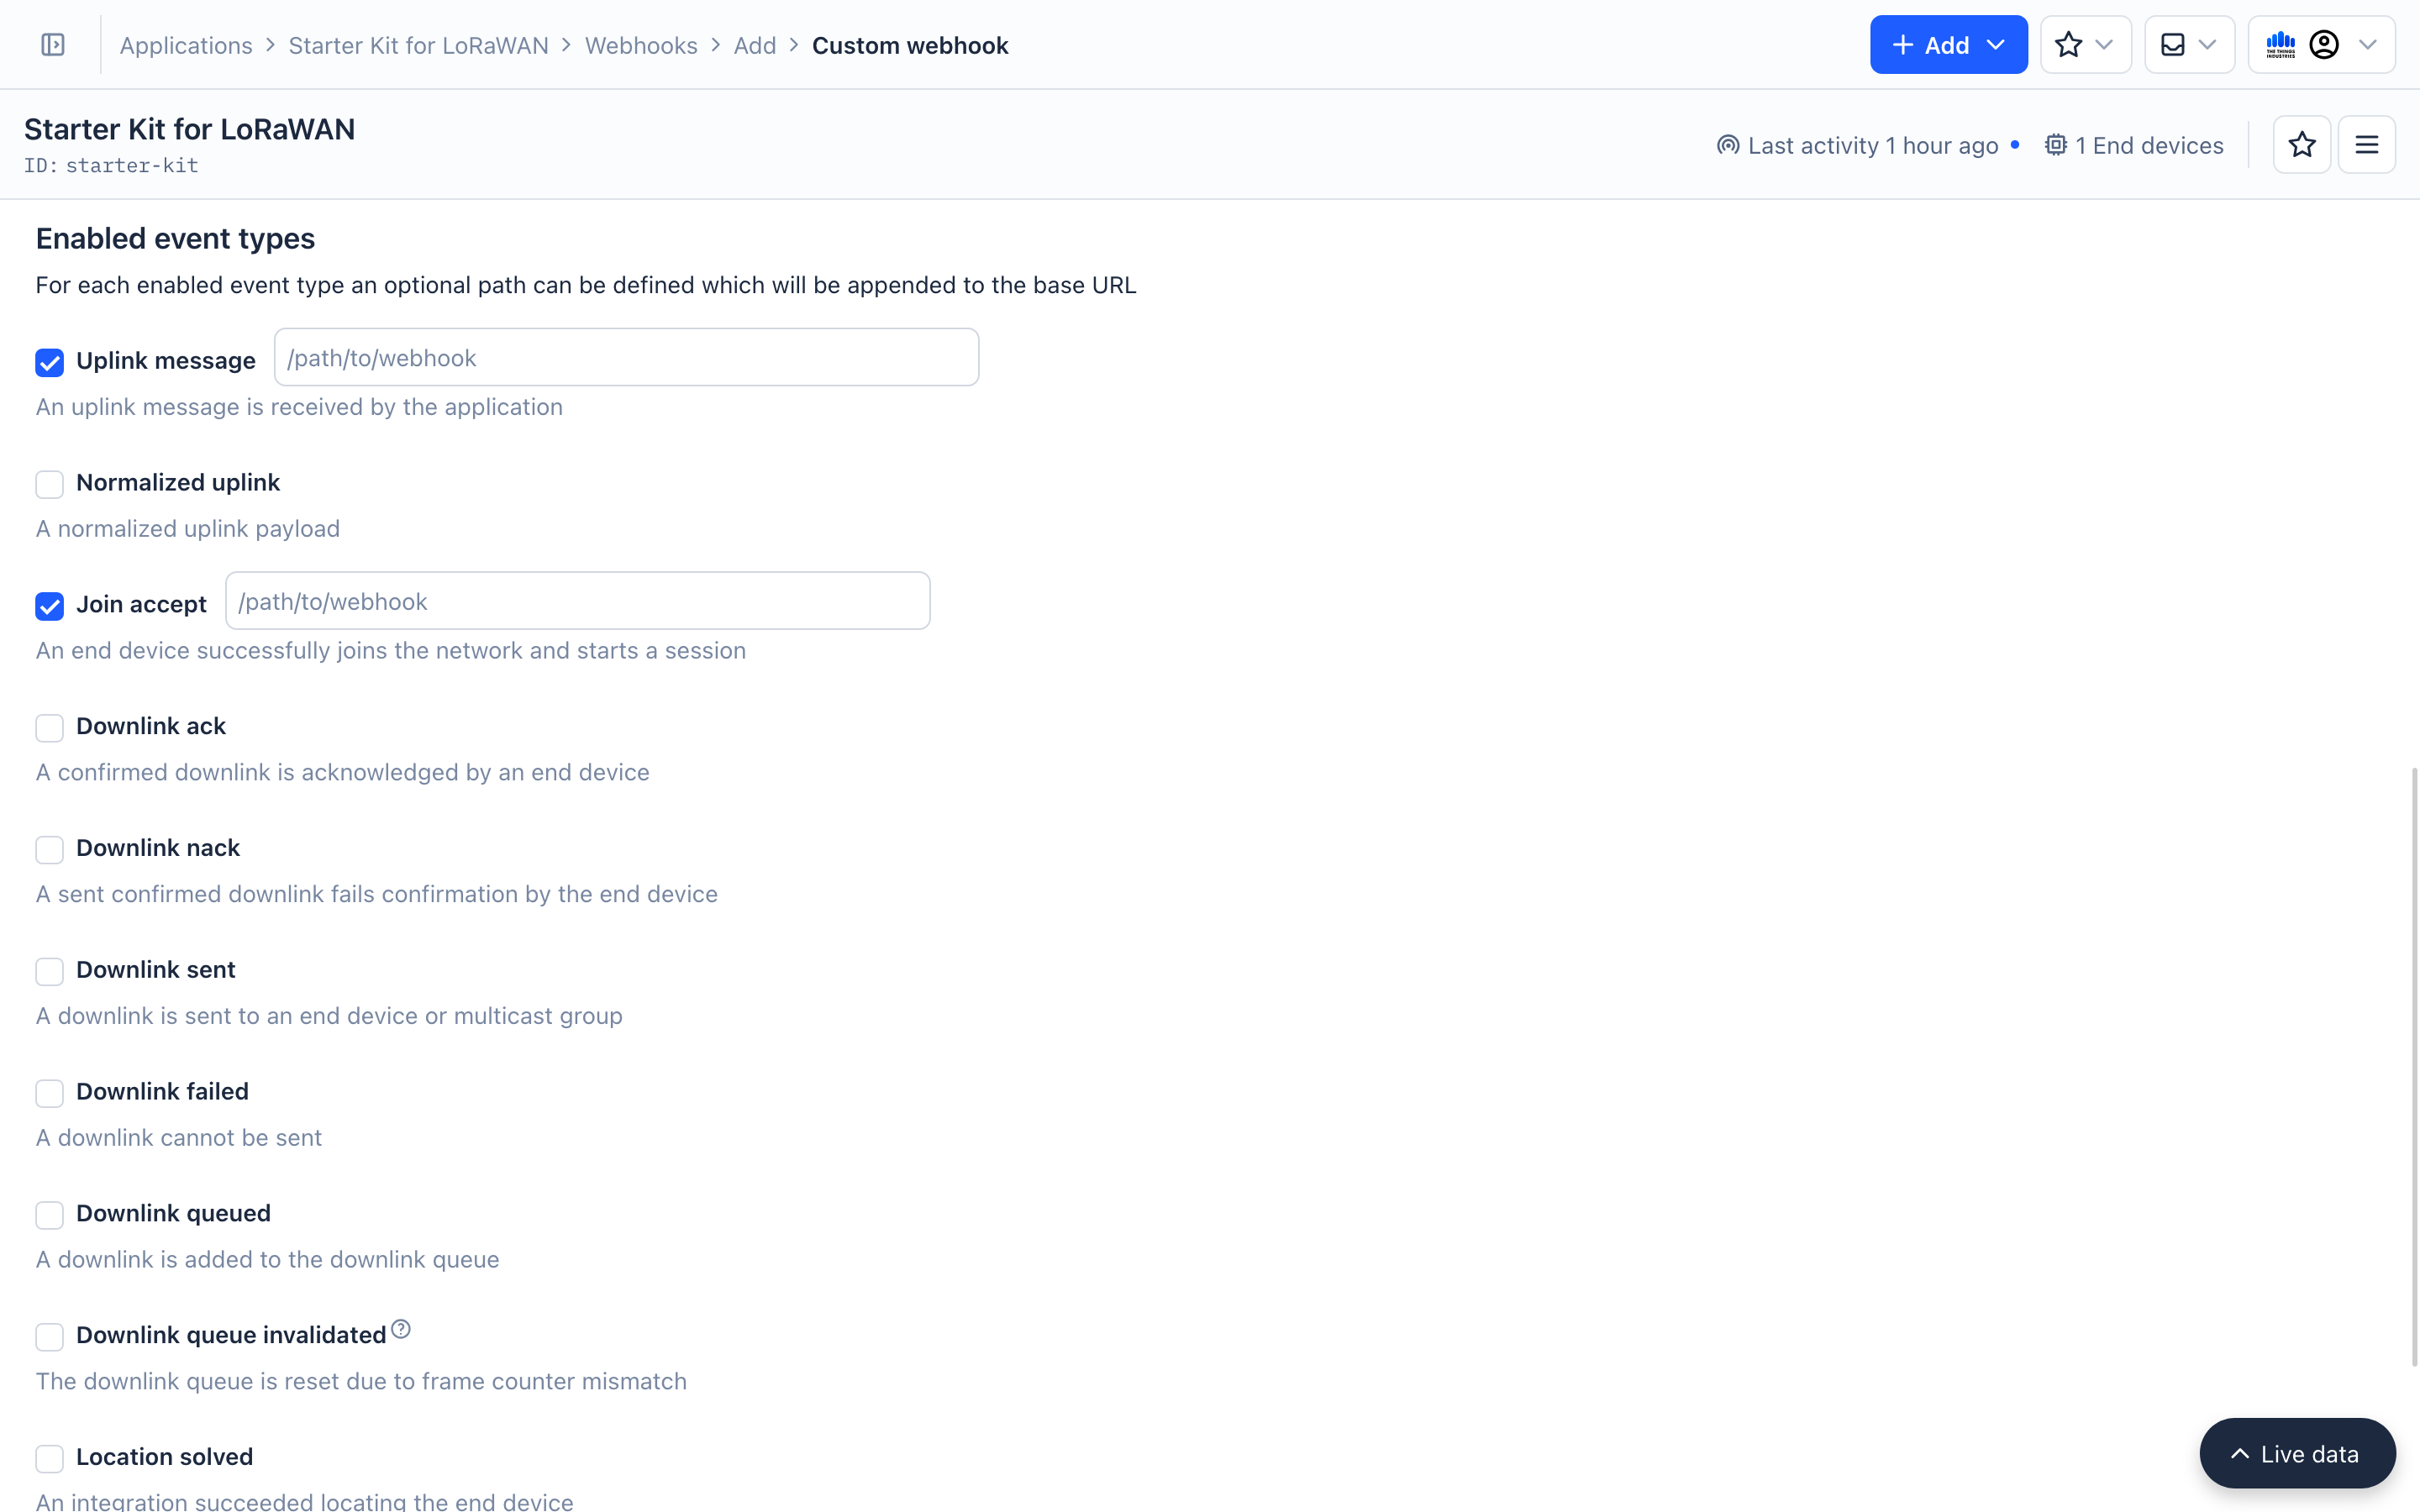 Applications > Starter Kit for LoRaWAN > Webhooks > Add > Custom webhook
+ Add
THE THINGS INDUSTRIES
Starter Kit for LoRaWAN
ID: starter-kit
Last activity 1 hour ago • 1 End devices
Enabled event types
For each enabled event type an optional path can be defined which will be appended to the base URL
Uplink message /path/to/webhook
An uplink message is received by the application
Normalized uplink
A normalized uplink payload
Join accept /path/to/webhook
An end device successfully joins the network and starts a session
Downlink ack
A confirmed downlink is acknowledged by an end device
Downlink nack
A sent confirmed downlink fails confirmation by the end device
Downlink sent
A downlink is sent to an end device or multicast group
Downlink failed
A downlink cannot be sent
Downlink queued
A downlink is added to the downlink queue
Downlink queue invalidated ?
The downlink queue is reset due to frame counter mismatch
Location solved
An integration succeeded locating the end device
Live data